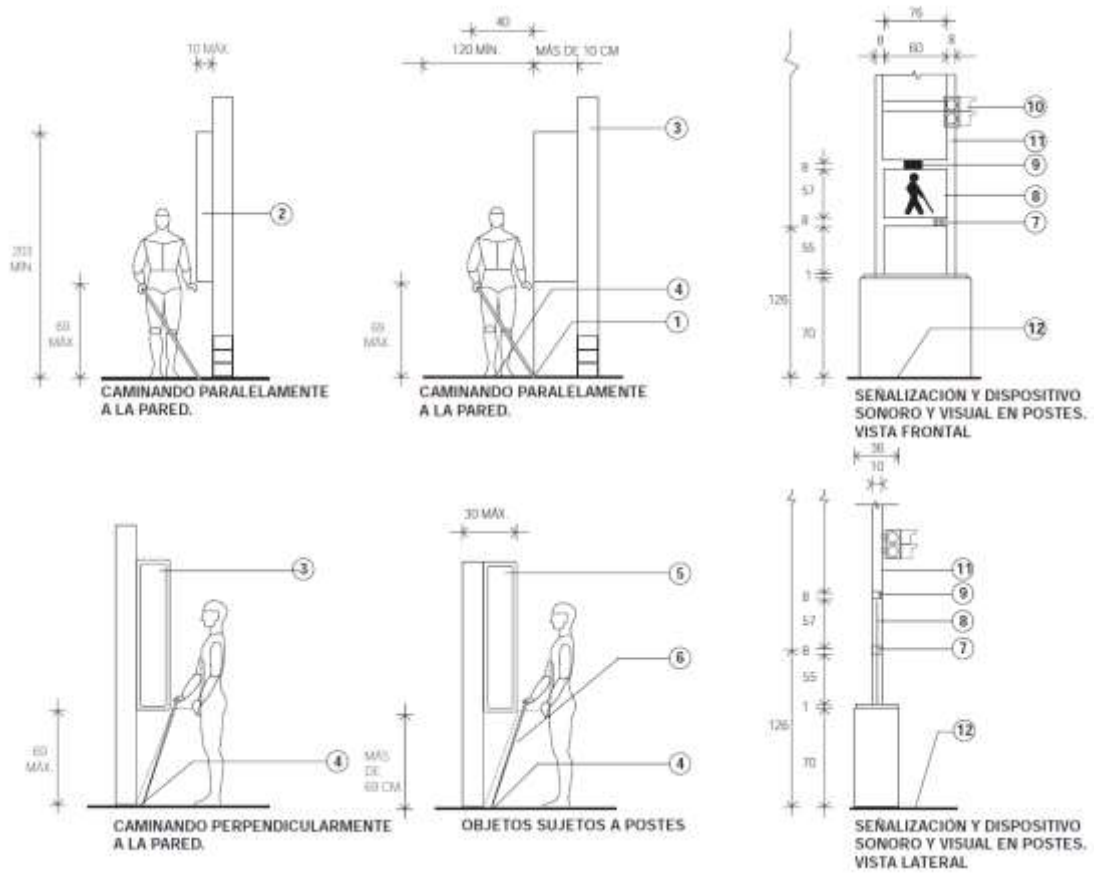 10 MÁX.
203
MÍN.
69
MÁX.
2
CAMINANDO PARALELAMENTE
A LA PARED.
40
120 MÍN.
MÁS DE 10 CM
3
4
1
69
MÁX.
CAMINANDO PARALELAMENTE
A LA PARED.
76
8
60
8
10
11
9
8
7
12
8
57
8
55
1
126
70
SEÑALIZACIÓN Y DISPOSITIVO
SONORO Y VISUAL EN POSTES.
VISTA FRONTAL
3
69
MÁX.
4
CAMINANDO PERPENDICULARMENTE
A LA PARED.
30 MÁX.
5
6
MÁS
DE
69 CM.
4
OBJETOS SUJETOS A POSTES
36
10
11
9
8
7
12
8
57
8
55
1
126
70
SEÑALIZACIÓN Y DISPOSITIVO
SONORO Y VISUAL EN POSTES.
VISTA LATERAL